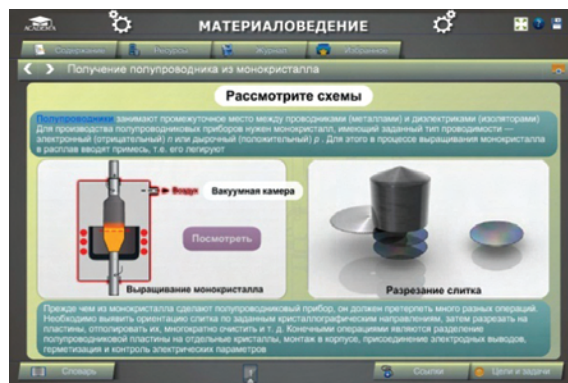 ACADEMIA
МАТЕРИАЛОВЕДЕНИЕ
Содержание
Ресурсы
Журнал
Избранное
Получение полупроводника из монокристалла
Рассмотрите схемы
Полупроводники занимают промежуточное место между проводниками (металлами) и диэлектриками (изоляторами)
Для производства полупроводниковых приборов нужен монокристалл, имеющий заданный тип проводимости —
электронный (отрицательный) n или дырочный (положительный) p . Для этого в процессе выращивания монокристалла
в расплав вводят примесь, т.е. его легируют
Воздух
Вакуумная камера
Посмотреть
Выращивание монокристалла
Разрезание слитка
Прежде чем из монокристалла сделают полупроводниковый прибор, он должен претерпеть много разных операций.
Необходимо выявить ориентацию слитка по заданным кристаллографическим направлениям, затем разрезать на
пластины, отполировать их, многократно очистить и т. д. Конечными операциями являются разделение
полупроводниковой пластины на отдельные кристаллы, монтаж в корпусе, присоединение электродных выводов,
герметизация и контроль электрических параметров
Словарь
Ссылки
Цели и задачи